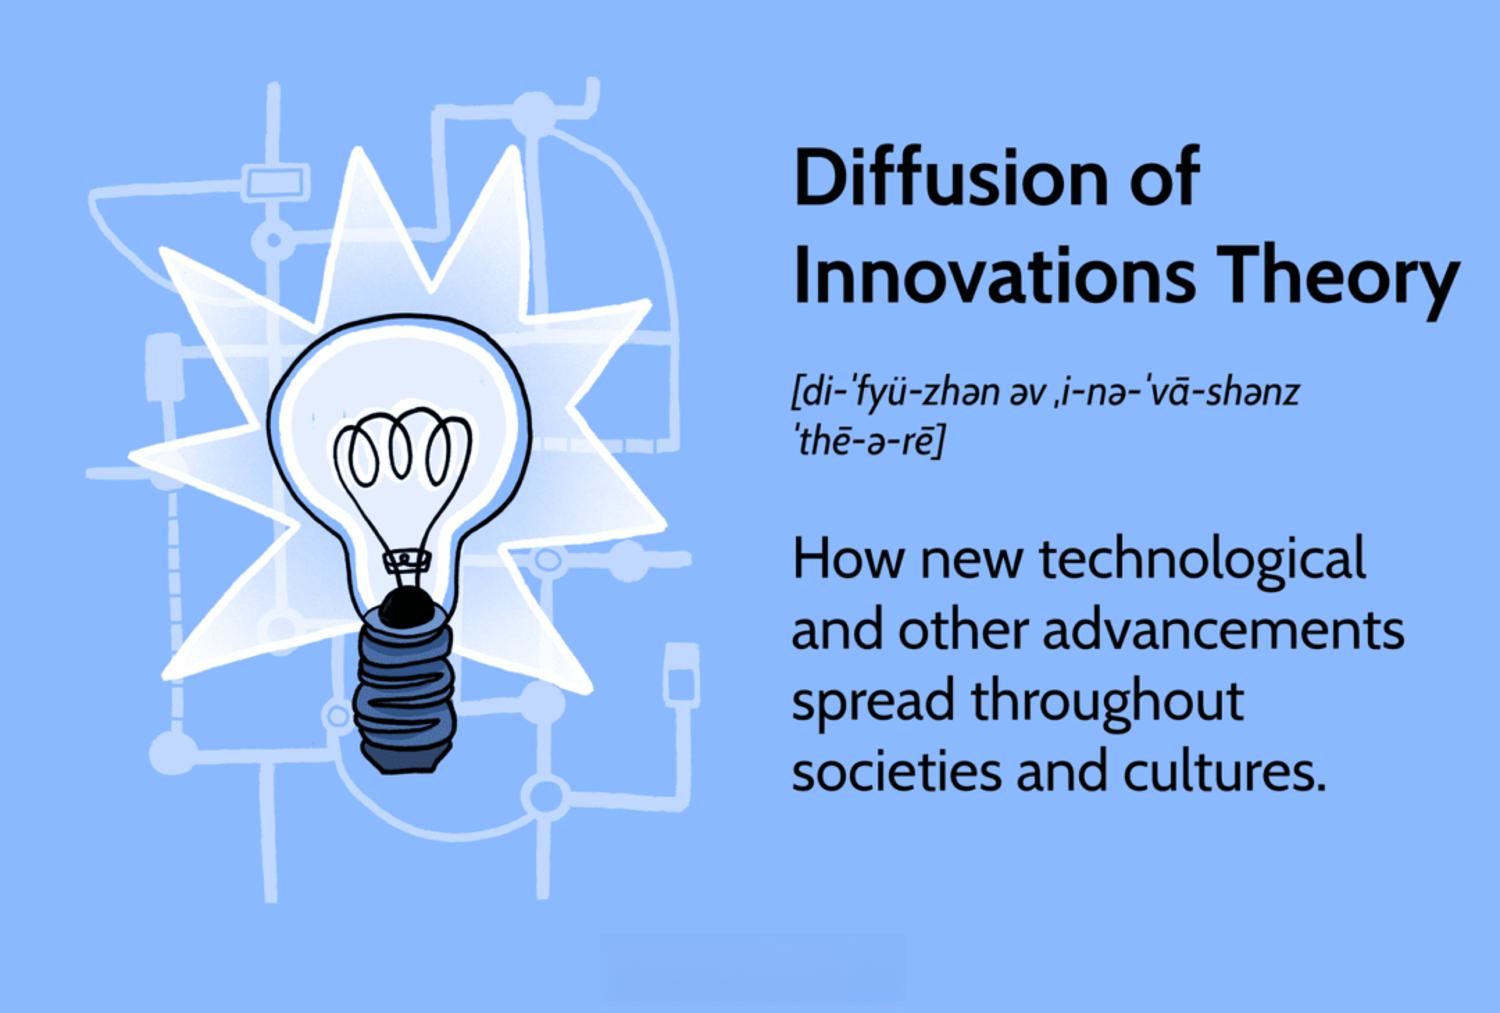 Diffusion of
Innovations Theory
[di-ˈfyü-zhən əv ˌi-nə-ˈvā-shənz
ˈthē-ə-rē]
How new technological
and other advancements
spread throughout
societies and cultures.